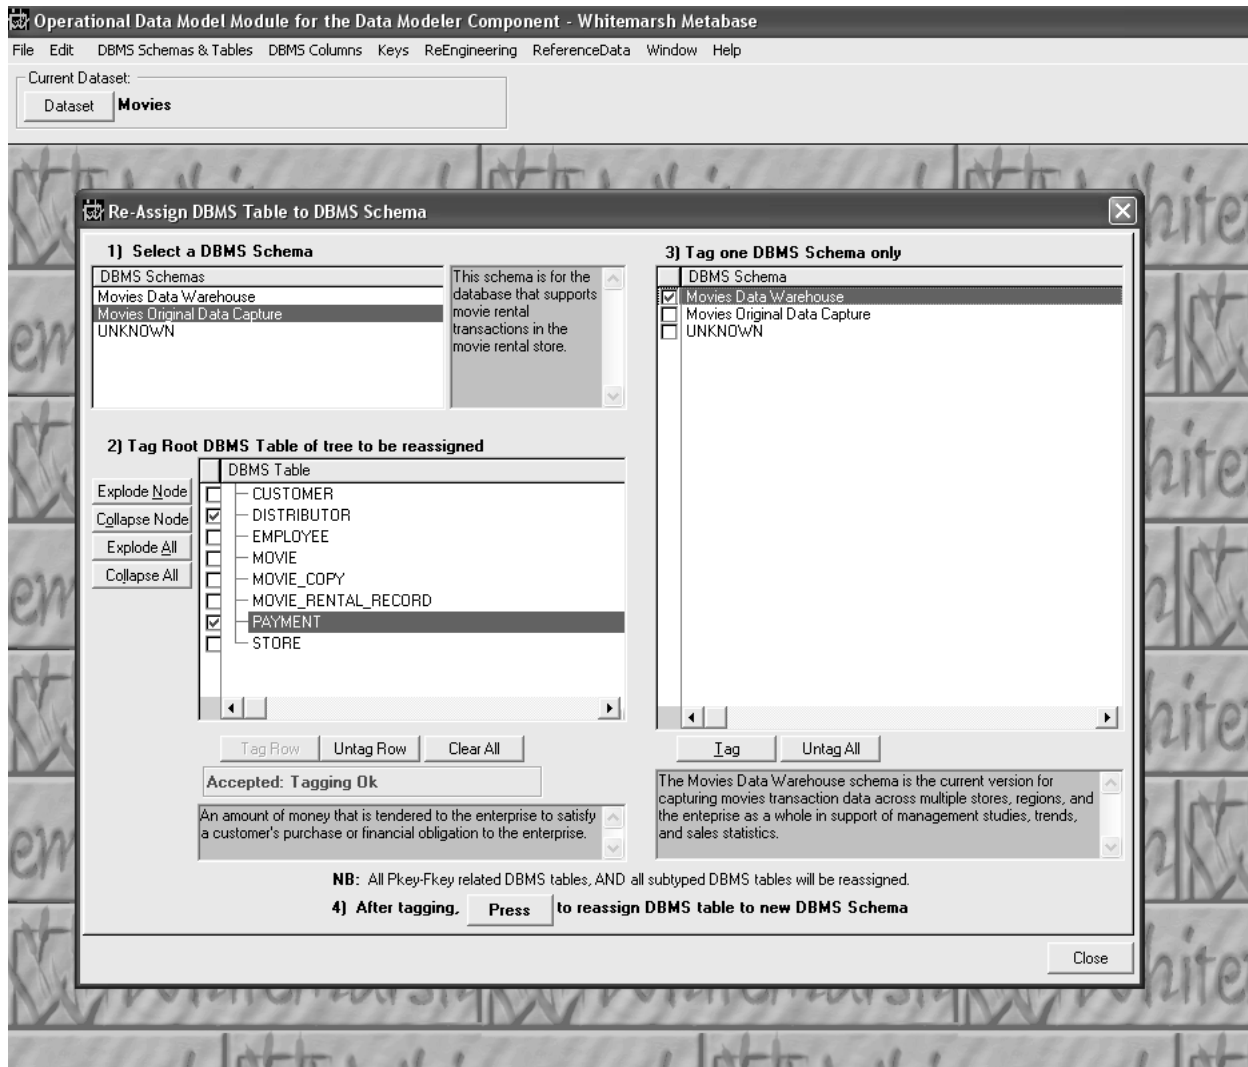 Operational Data Model Module for the Data Modeler Component - Whitemarsh Metabase
File Edit DBMS Schemas & Tables DBMS Columns Keys ReEngineering ReferenceData Window Help
Current Dataset:
Dataset Movies
Re-Assign DBMS Table to DBMS Schema
1) Select a DBMS Schema
DBMS Schemas
Movies Data Warehouse
Movies Original Data Capture
UNKNOWN
This schema is for the
database that supports
movie rental
transactions in the
movie rental store.
3) Tag one DBMS Schema only
DBMS Schema
Movies Data Warehouse
Movies Original Data Capture
UNKNOWN
2) Tag Root DBMS Table of tree to be reassigned
Explode Node
Collapse Node
Explode All
Collapse All
DBMS Table
CUSTOMER
DISTRIBUTOR
EMPLOYEE
MOVIE
MOVIE_COPY
MOVIE_RENTAL_RECORD
PAYMENT
STORE
Tag Row Untag Row Clear All
Tag Untag All
Accepted: Tagging Ok
An amount of money that is tendered to the enterprise to satisfy
a customer's purchase or financial obligation to the enterprise.
The Movies Data Warehouse schema is the current version for
capturing movies transaction data across multiple stores, regions, and
the enteprise as a whole in support of management studies, trends,
and sales statistics.
NB: All Pkey-Fkey related DBMS tables, AND all subtyped DBMS tables will be reassigned.
4) After tagging, Press to reassign DBMS table to new DBMS Schema
Close